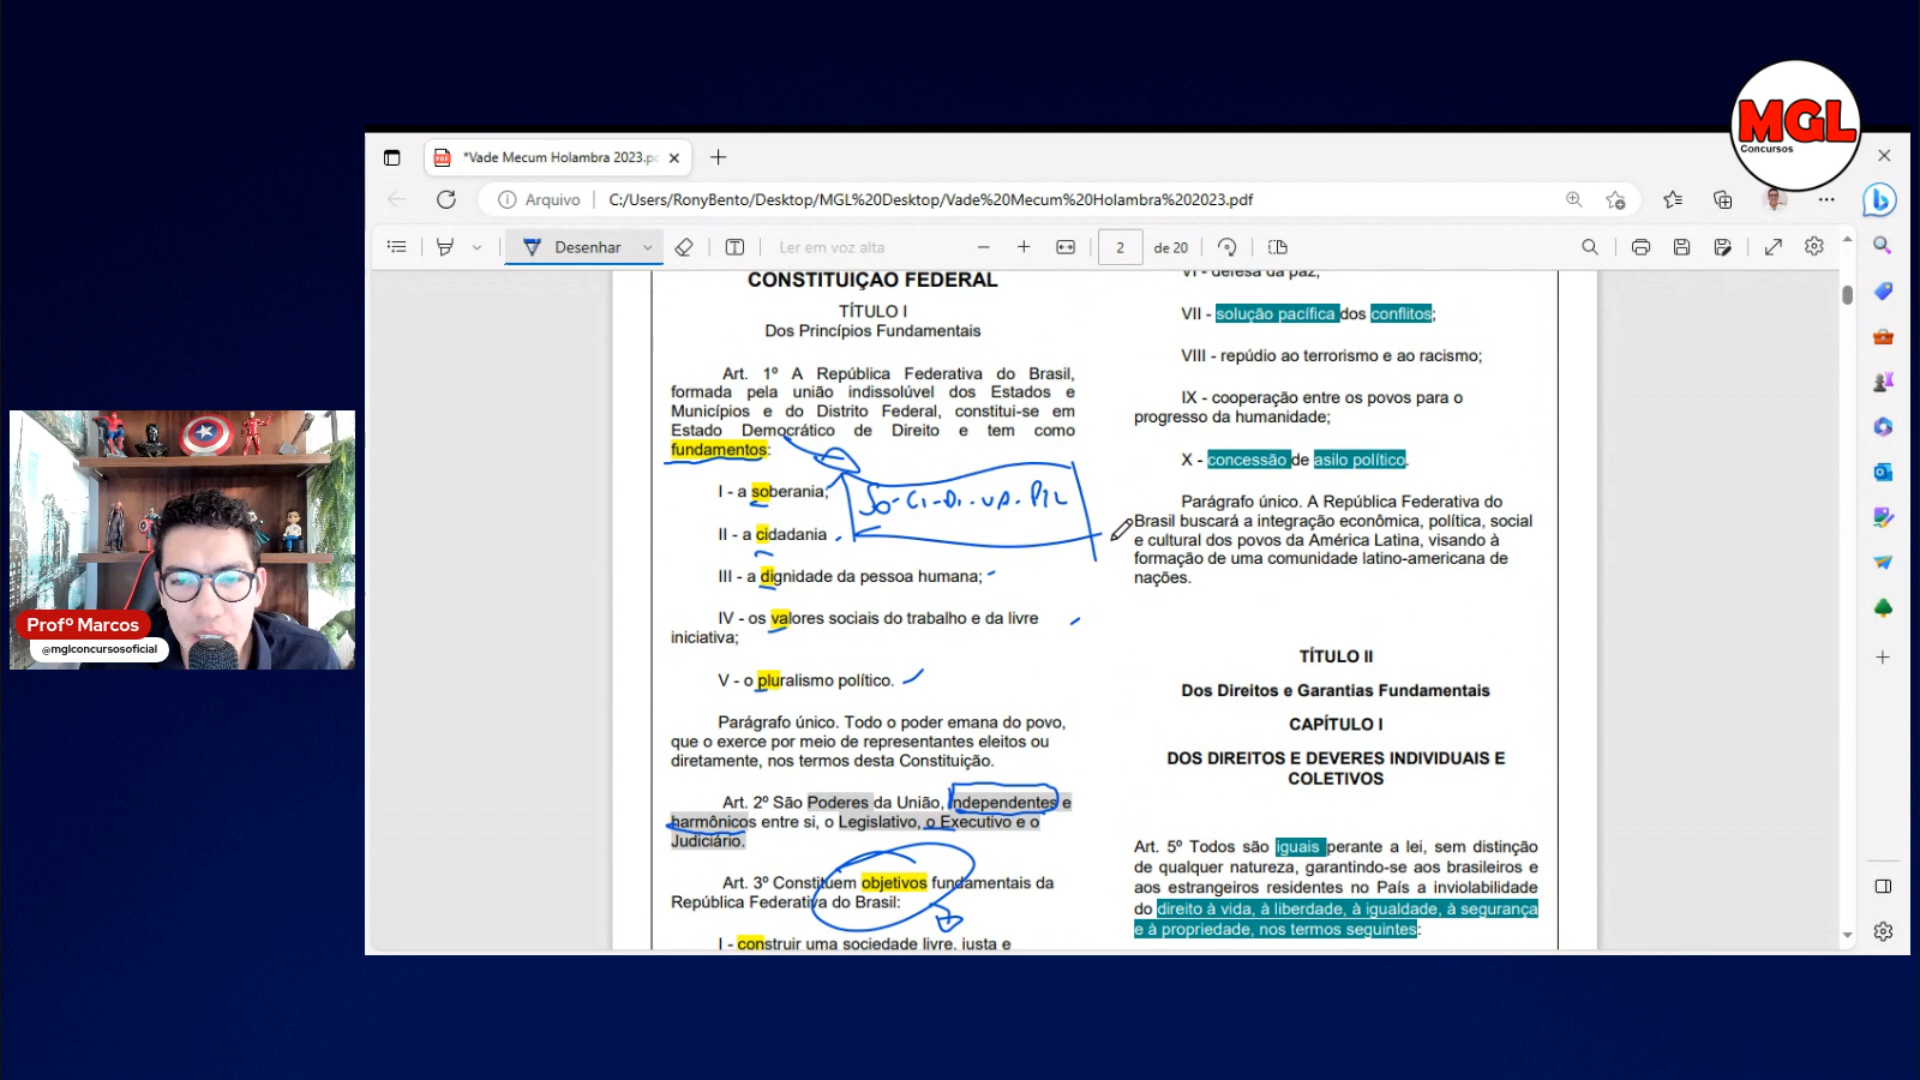 MGL
Concursos
*Vade Mecum Holambra 2023.pc
Arquivo
C:/Users/RonyBento/Desktop/MGL%20Desktop/Vade%20Mecum%20Holambra%202023.pdf
Desenhar
Ler em voz alta
2
de 20
CONSTITUIÇÃO FEDERAL
TÍTULO I
Dos Princípios Fundamentais
Art. 1º A República Federativa do Brasil,
formada pela união indissolúvel dos Estados e
Municípios e do Distrito Federal, constitui-se em
Estado Democrático de Direito e tem como
fundamentos:
I - a soberania;
SO-CI-DI-VA-PLU
II - a cidadania
III - a dignidade da pessoa humana;
IV - os valores sociais do trabalho e da livre
iniciativa;
V - o pluralismo político.
Parágrafo único. Todo o poder emana do povo,
que o exerce por meio de representantes eleitos ou
diretamente, nos termos desta Constituição.
Art. 2º São Poderes da União, independentes e
harmônicos entre si, o Legislativo, o Executivo e o
Judiciário.
Art. 3º Constituem objetivos fundamentais da
República Federativa do Brasil:
I - construir uma sociedade livre, justa e
VI - defesa da paz;
VII - solução pacífica dos conflitos;
VIII - repúdio ao terrorismo e ao racismo;
IX - cooperação entre os povos para o
progresso da humanidade;
X - concessão de asilo político.
Parágrafo único. A República Federativa do
Brasil buscará a integração econômica, política, social
e cultural dos povos da América Latina, visando à
formação de uma comunidade latino-americana de
nações.
TÍTULO II
Dos Direitos e Garantias Fundamentais
CAPÍTULO I
DOS DIREITOS E DEVERES INDIVIDUAIS E
COLETIVOS
Art. 5º Todos são iguais perante a lei, sem distinção
de qualquer natureza, garantindo-se aos brasileiros e
aos estrangeiros residentes no País a inviolabilidade
do direito à vida, à liberdade, à igualdade, à segurança
e à propriedade, nos termos seguintes:
Profº Marcos
@mglconcursosoficial